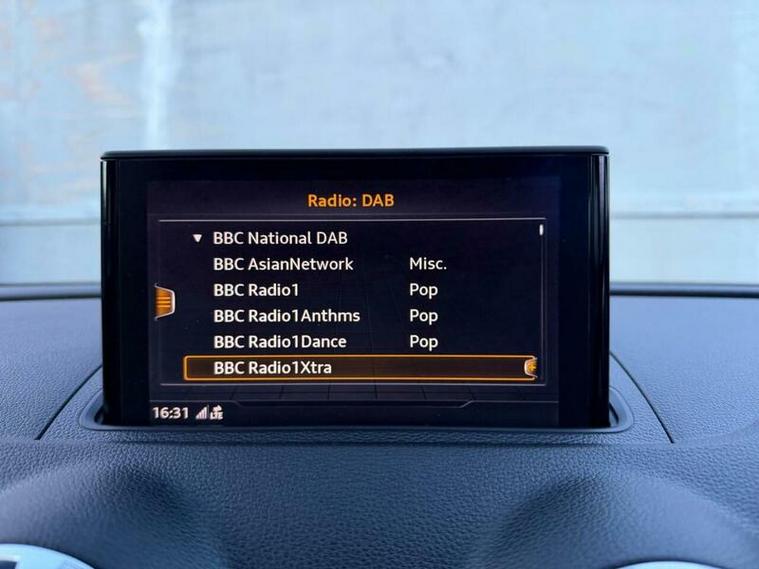 Radio: DAB
BBC National DAB
BBC AsianNetwork Misc.
BBC Radio1 Pop
BBC Radio1Anthms Pop
BBC Radio1Dance Pop
BBC Radio1Xtra
16:31 LTE